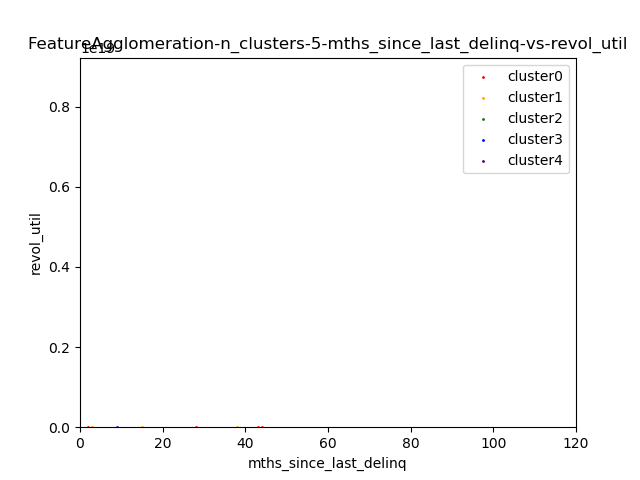 FeatureAgglomeration-n_clusters-5-mths_since_last_delinq-vs-revol_util
1e19
cluster0
cluster1
cluster2
cluster3
cluster4
0.8
0.6
0.4
0.2
0.0
revol_util
0 20 40 60 80 100 120
mths_since_last_delinq